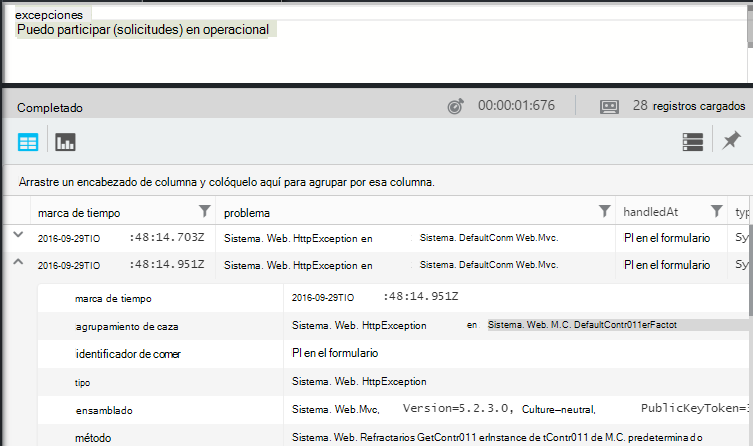 excepciones
Puedo participar (solicitudes) en operacional
Completado 00:00:01:676 28 registros cargados
Arrastre un encabezado de columna y colóquelo aquí para agrupar por esa columna.
marca de tiempo problema handledAt typ
2016-09-29TIO :48:14.703Z Sistema. Web. HttpException en Sistema. DefaultConm Web.Mvc. PI en el formulario Sy
2016-09-29TIO :48:14.951Z Sistema. Web. HttpException en Sistema. DefaultConm Web.Mvc. PI en el formulario Sy
marca de tiempo 2016-09-29TIO :48:14.951Z
agrupamiento de caza Sistema. Web. HttpException en Sistema. Web. M.C. DefaultContr011erFactot
identificador de comer PI en el formulario
tipo Sistema. Web. HttpException
ensamblado Sistema. Web.Mvc, Version=5.2.3.0, Culture—neutral, PublicKeyToken=3
método Sistema. Web. Refractarios GetContr011 erInstance de tContr011 de M.C. predeterminado